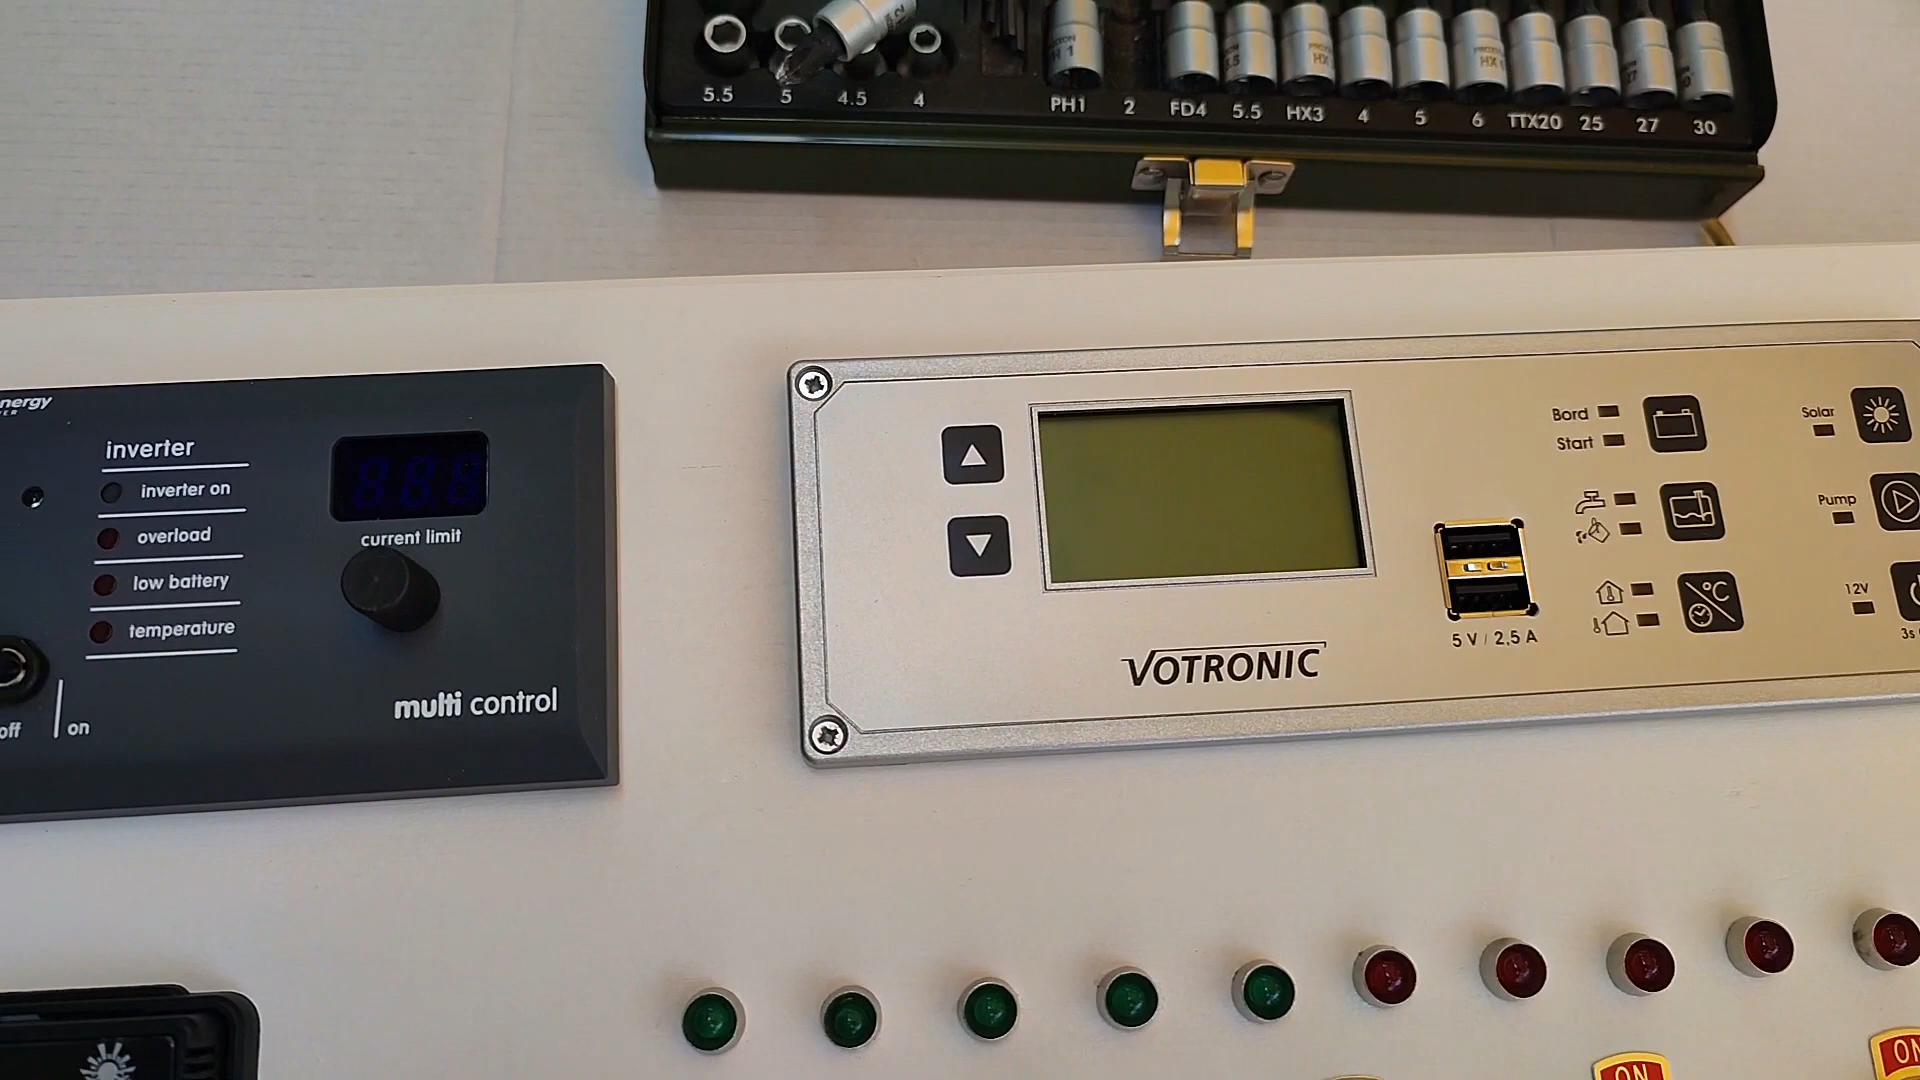 5.5 5 4.5 4 PH1 2 FD4 5.5 HX3 4 5 6 TTX20 25 27 30
nergy
inverter
inverter on
overload
low battery
temperature
888
current limit
multi control
off on
Bord
Start
Solar
Pump
12V
3s
°C
5 V / 2,5 A
VOTRONIC
ON
ON